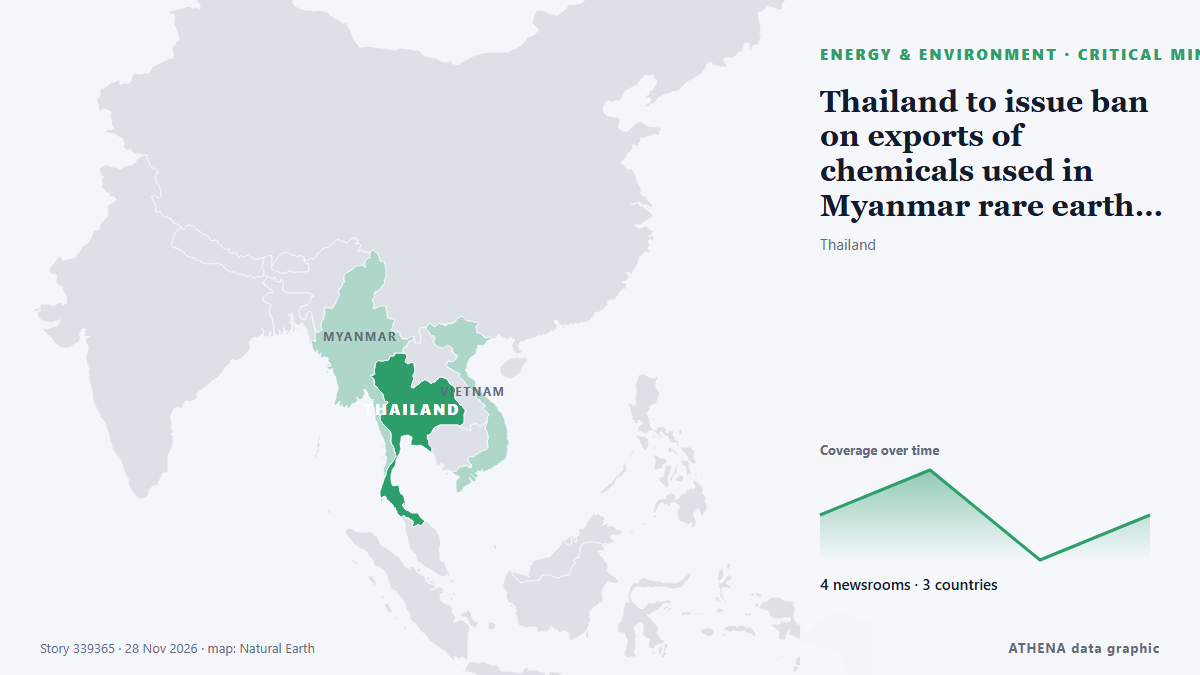 ENERGY & ENVIRONMENT · CRITICAL MIN
Thailand to issue ban
on exports of
chemicals used in
Myanmar rare earth...
Thailand
MYANMAR
VIETNAM
THAILAND
Coverage over time
4 newsrooms · 3 countries
Story 339365 · 28 Nov 2026 · map: Natural Earth
ATHENA data graphic